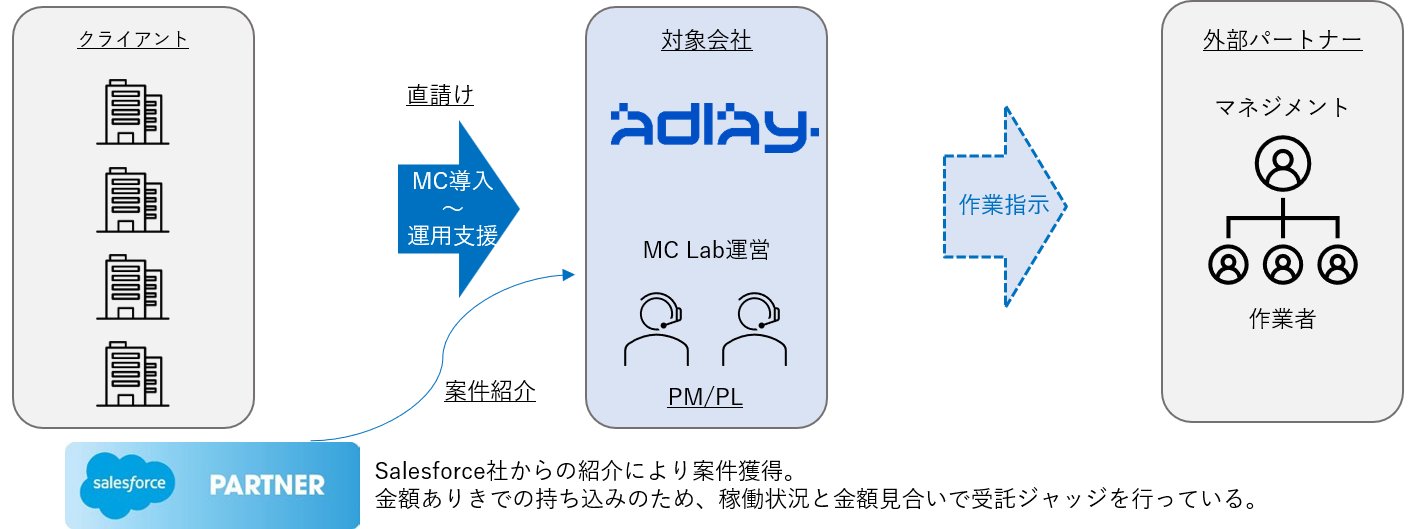 クライアント
直請け
MC導入
～
運用支援
案件紹介
対象会社
adlay.
MC Lab運営
PM/PL
作業指示
外部パートナー
マネジメント
作業者
salesforce
PARTNER
Salesforce社からの紹介により案件獲得。
金額ありきでの持ち込みのため、稼働状況と金額見合いで受託ジャッジを行っている。